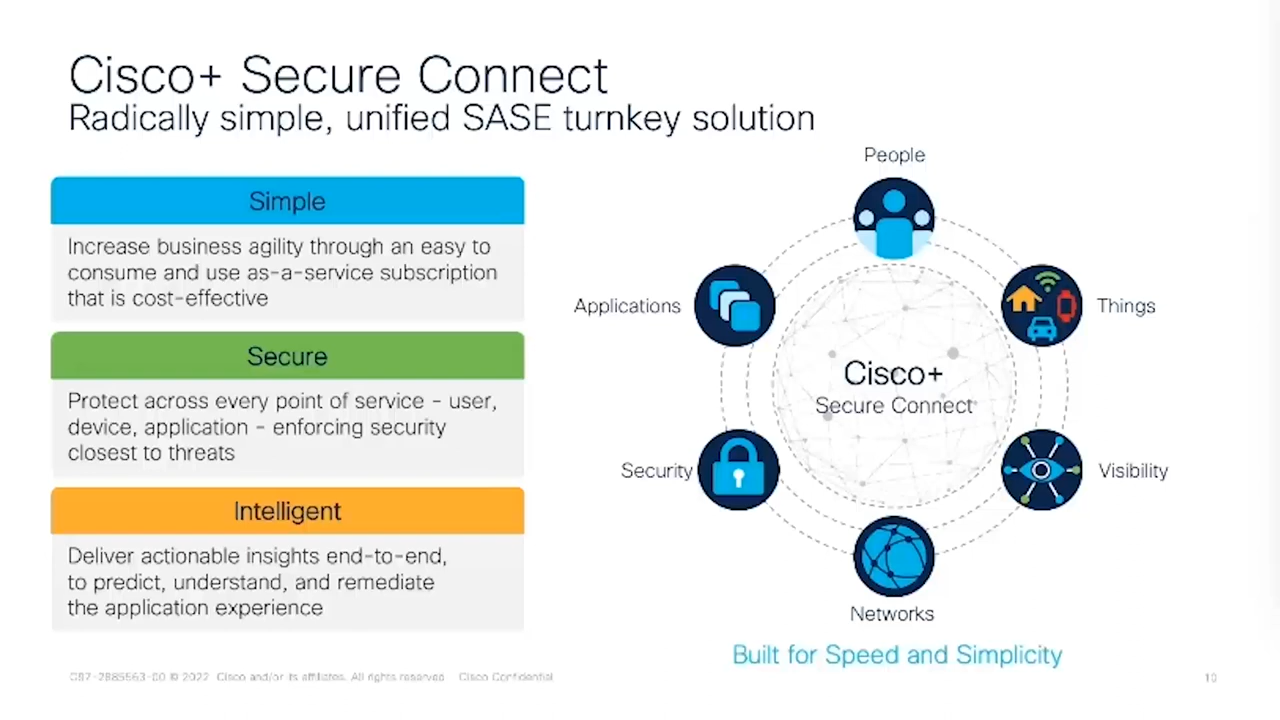 Cisco+ Secure Connect
Radically simple, unified SASE turnkey solution
Simple
Increase business agility through an easy to
consume and use as-a-service subscription
that is cost-effective
Secure
Protect across every point of service - user,
device, application - enforcing security
closest to threats
Intelligent
Deliver actionable insights end-to-end,
to predict, understand, and remediate
the application experience
People
Applications
Things
Cisco+
Secure Connect
Security
Visibility
Networks
Built for Speed and Simplicity
C97-2885563-00 © 2022 Cisco and/or its affiliates. All rights reserved Cisco Confidential
10